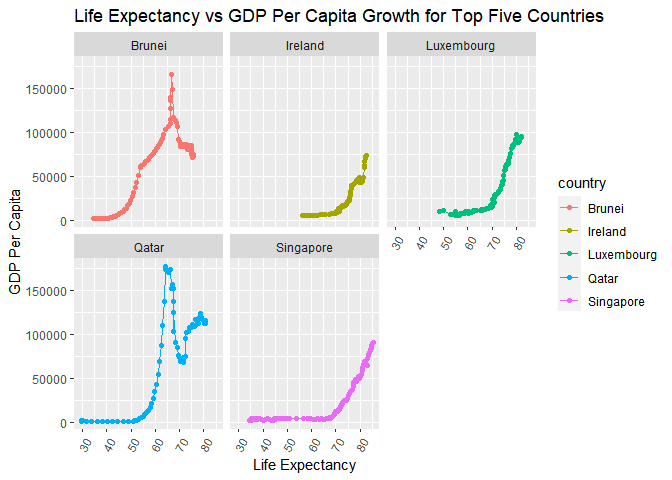 Life Expectancy vs GDP Per Capita Growth for Top Five Countries
Brunei
Ireland
Luxembourg
150000
100000
50000
0
30 40 50 60 70 80
Qatar
Singapore
150000
100000
50000
0
30 40 50 60 70 80
30 40 50 60 70 80
Life Expectancy
GDP Per Capita
country
Brunei
Ireland
Luxembourg
Qatar
Singapore